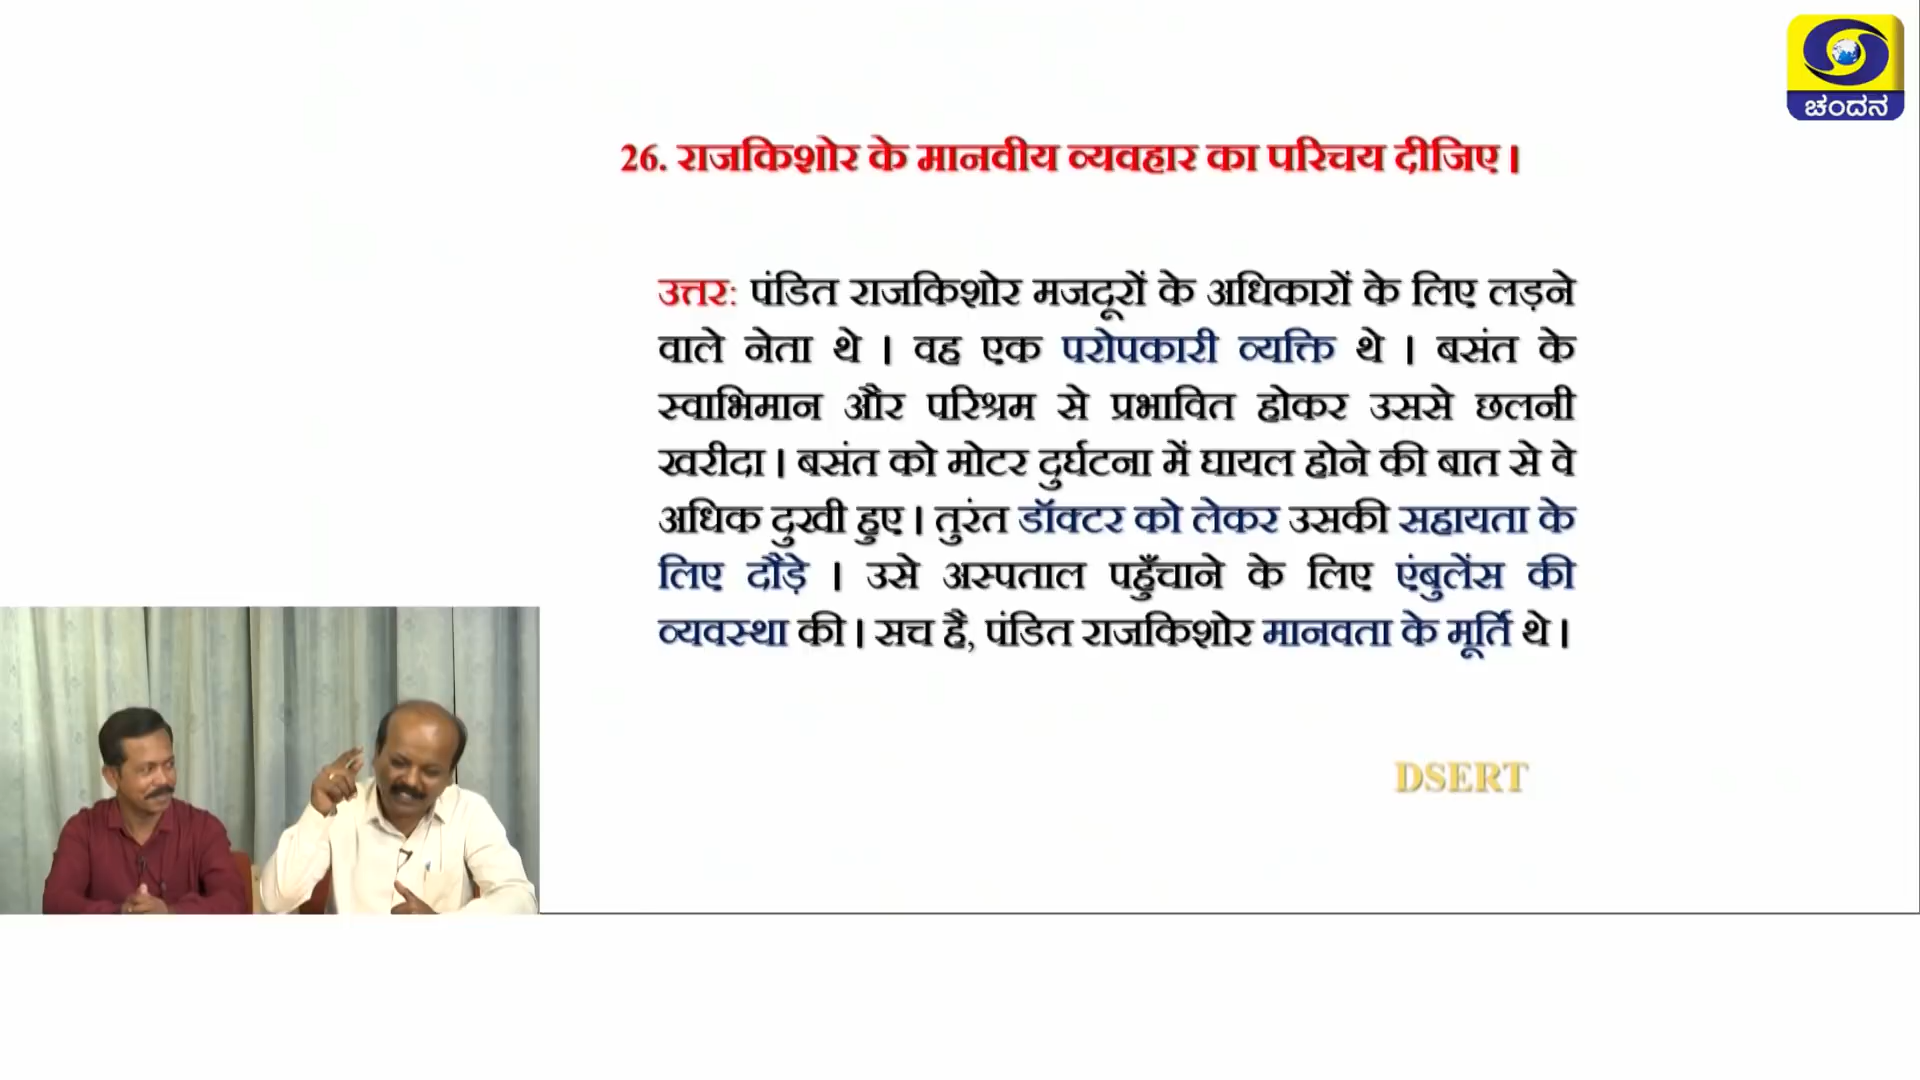 ಚಂದನ
26. राजकिशोर के मानवीय व्यवहार का परिचय दीजिए।
उत्तर: पंडित राजकिशोर मजदूरों के अधिकारों के लिए लड़ने
वाले नेता थे । वह एक परोपकारी व्यक्ति थे । बसंत के
स्वाभिमान और परिश्रम से प्रभावित होकर उससे छलनी
खरीदा । बसंत को मोटर दुर्घटना में घायल होने की बात से वे
अधिक दुखी हुए । तुरंत डॉक्टर को लेकर उसकी सहायता के
लिए दौड़े । उसे अस्पताल पहुँचाने के लिए एंबुलेंस की
व्यवस्था की । सच है, पंडित राजकिशोर मानवता के मूर्ति थे ।
DSERT